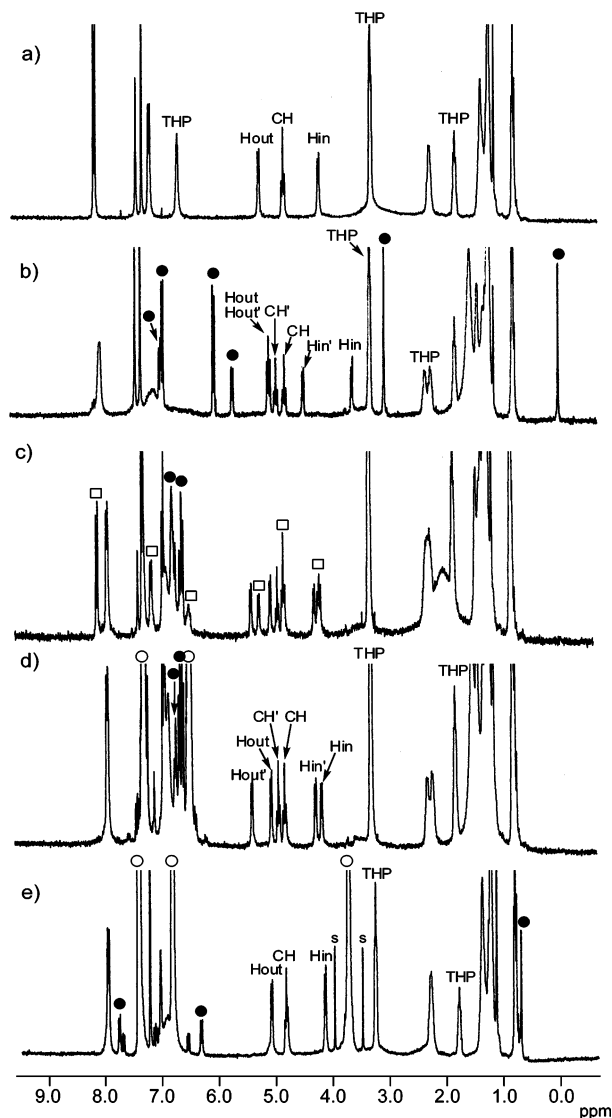 a)
THP
THP
Hout
CH
Hin
THP
b)
THP
Hout
Hout'
CH'
CH
Hin'
Hin
THP
c)
d)
THP
THP
CH'
CH
Hout
Hin
Hout'
Hin'
e)
THP
s
s
Hin
CH
Hout
THP
9.0 8.0 7.0 6.0 5.0 4.0 3.0 2.0 1.0 0.0
ppm